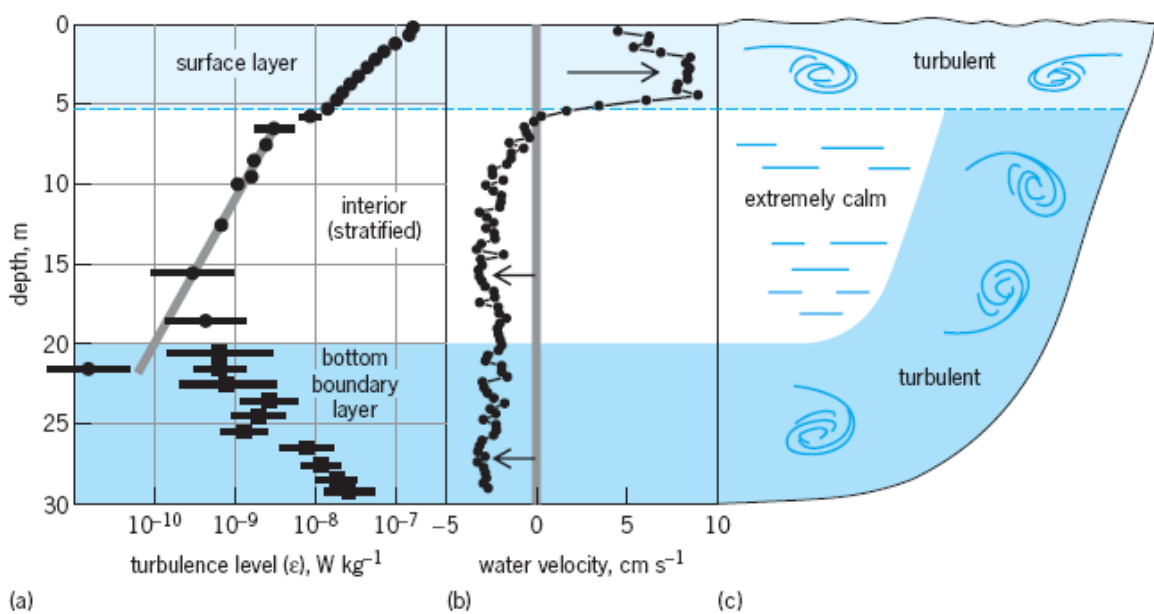 0
5
10
15
20
25
30
depth, m
surface layer
interior
(stratified)
bottom
boundary
layer
10⁻¹⁰
10⁻⁹
10⁻⁸
10⁻⁷
turbulence level (ε), W kg⁻¹
(a)
−5
0
5
10
water velocity, cm s⁻¹
(b)
turbulent
extremely calm
turbulent
(c)